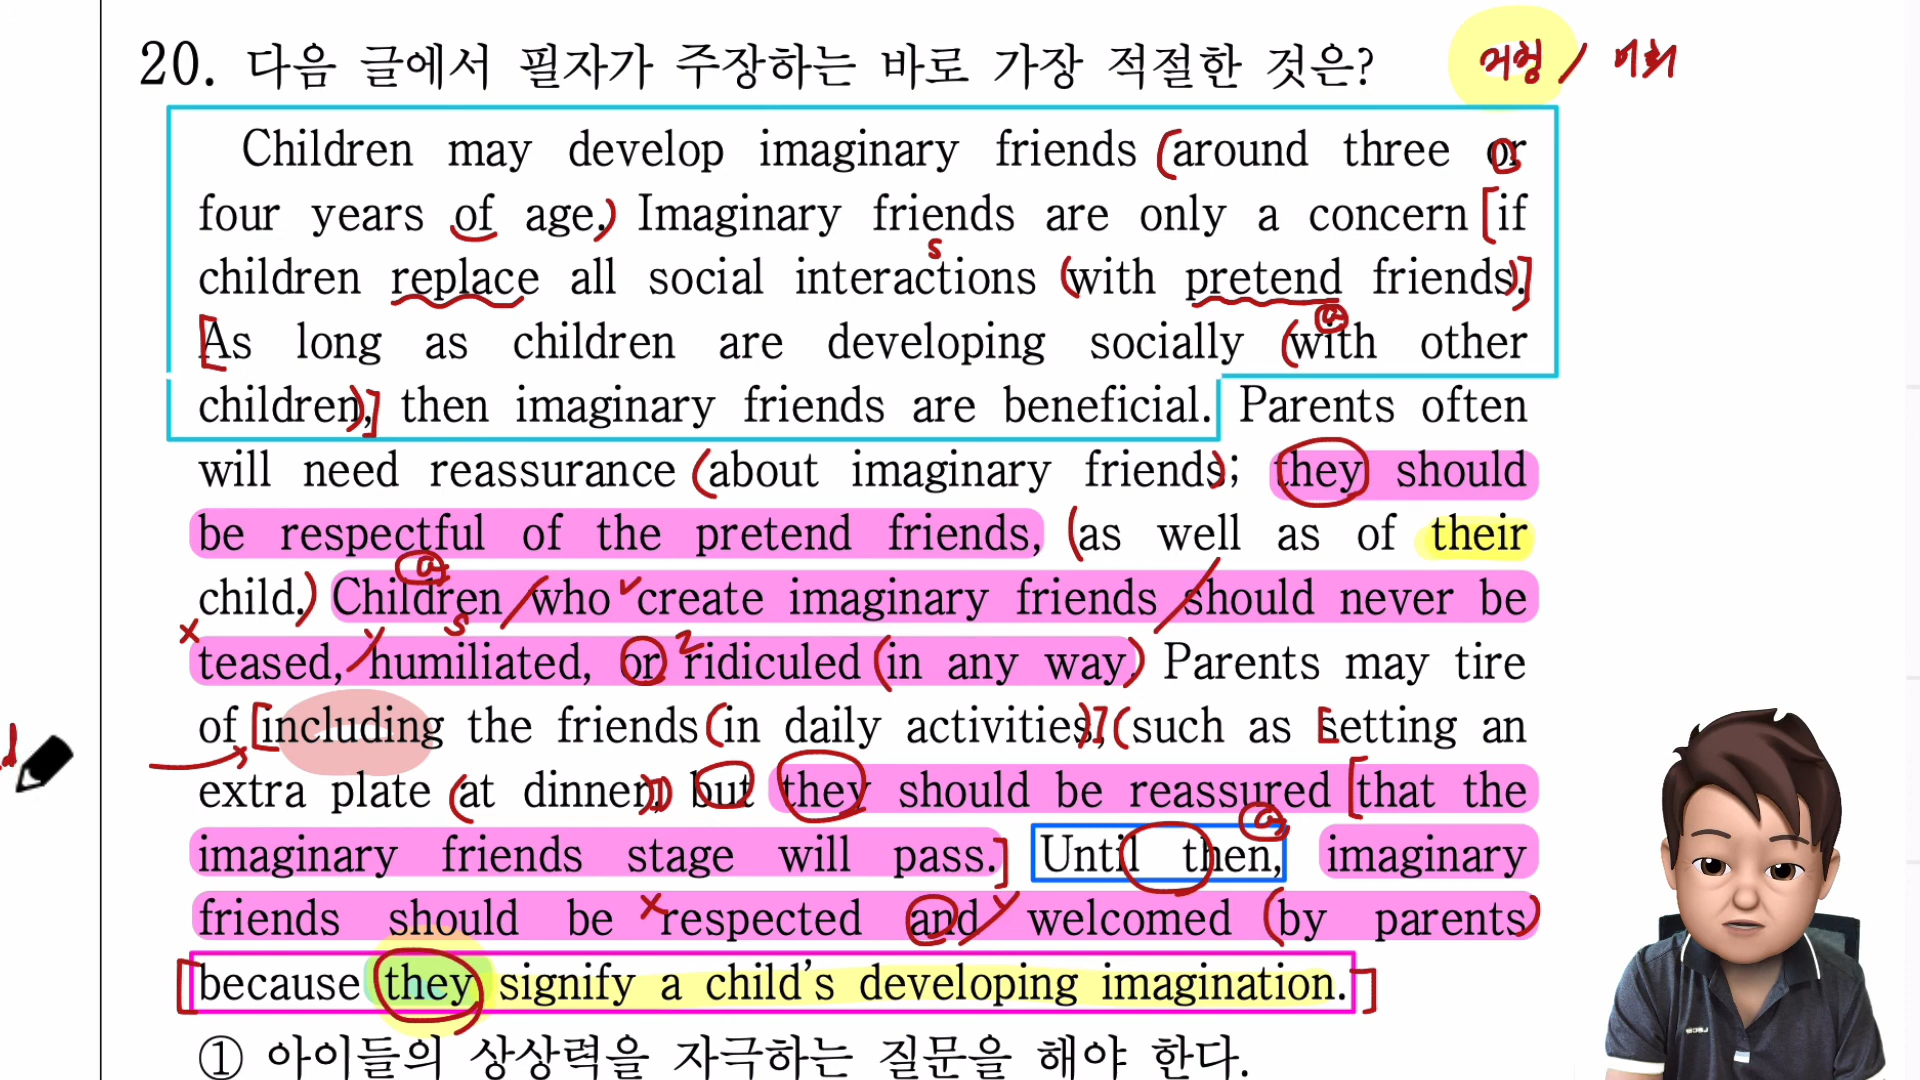 20. 다음 글에서 필자가 주장하는 바로 가장 적절한 것은?
Children may develop imaginary friends (around three or
four years of age.) Imaginary friends are only a concern [if
s
children replace all social interactions (with pretend friends).]
a
[As long as children are developing socially (with other
children),] then imaginary friends are beneficial. Parents often
will need reassurance (about imaginary friends); they should
be respectful of the pretend friends, (as well as of their
a
child.) Children / who create imaginary friends / should never be
s
teased, humiliated, or ridiculed (in any way.) Parents may tire
of [including the friends (in daily activities)], (such as [setting an
extra plate (at dinner)]), but they should be reassured [that the
a
imaginary friends stage will pass.] Until then, imaginary
friends should be respected and / welcomed (by parents)
[because they signify a child's developing imagination.]
① 아이들의 상상력을 자극하는 질문을 해야 한다.